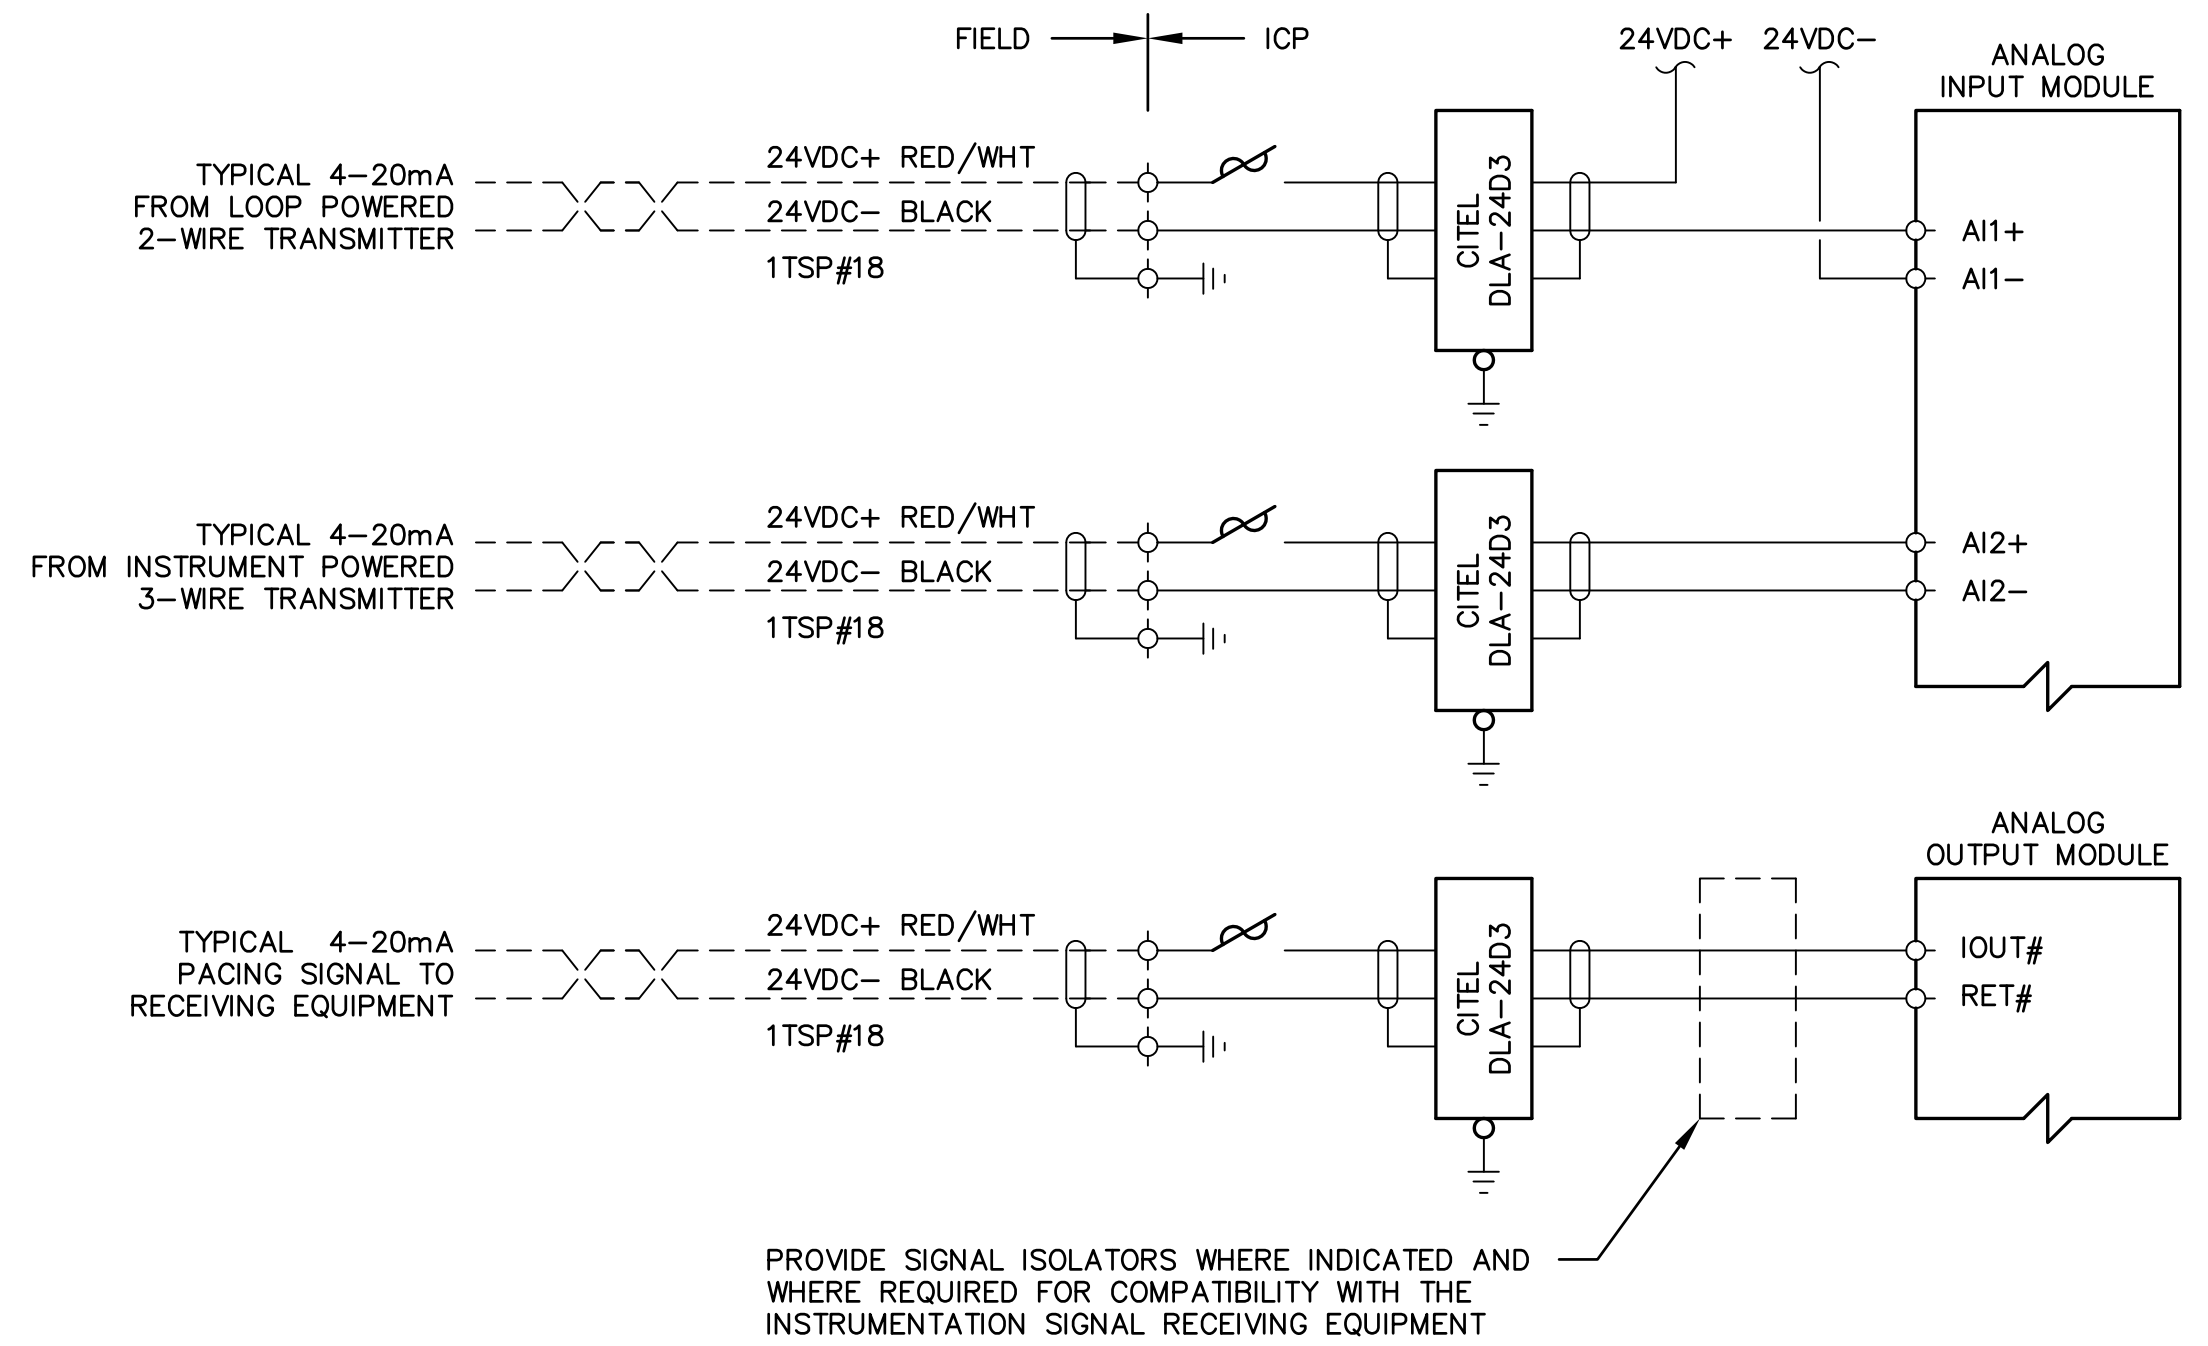 FIELD
ICP
24VDC+
24VDC-
ANALOG
INPUT MODULE
TYPICAL 4-20mA
FROM LOOP POWERED
2-WIRE TRANSMITTER
24VDC+ RED/WHT
24VDC- BLACK
1TSP#18
CITEL
DLA-24D3
AI1+
AI1-
TYPICAL 4-20mA
FROM INSTRUMENT POWERED
3-WIRE TRANSMITTER
24VDC+ RED/WHT
24VDC- BLACK
1TSP#18
CITEL
DLA-24D3
AI2+
AI2-
ANALOG
OUTPUT MODULE
TYPICAL 4-20mA
PACING SIGNAL TO
RECEIVING EQUIPMENT
24VDC+ RED/WHT
24VDC- BLACK
1TSP#18
CITEL
DLA-24D3
IOUT#
RET#
PROVIDE SIGNAL ISOLATORS WHERE INDICATED AND
WHERE REQUIRED FOR COMPATIBILITY WITH THE
INSTRUMENTATION SIGNAL RECEIVING EQUIPMENT